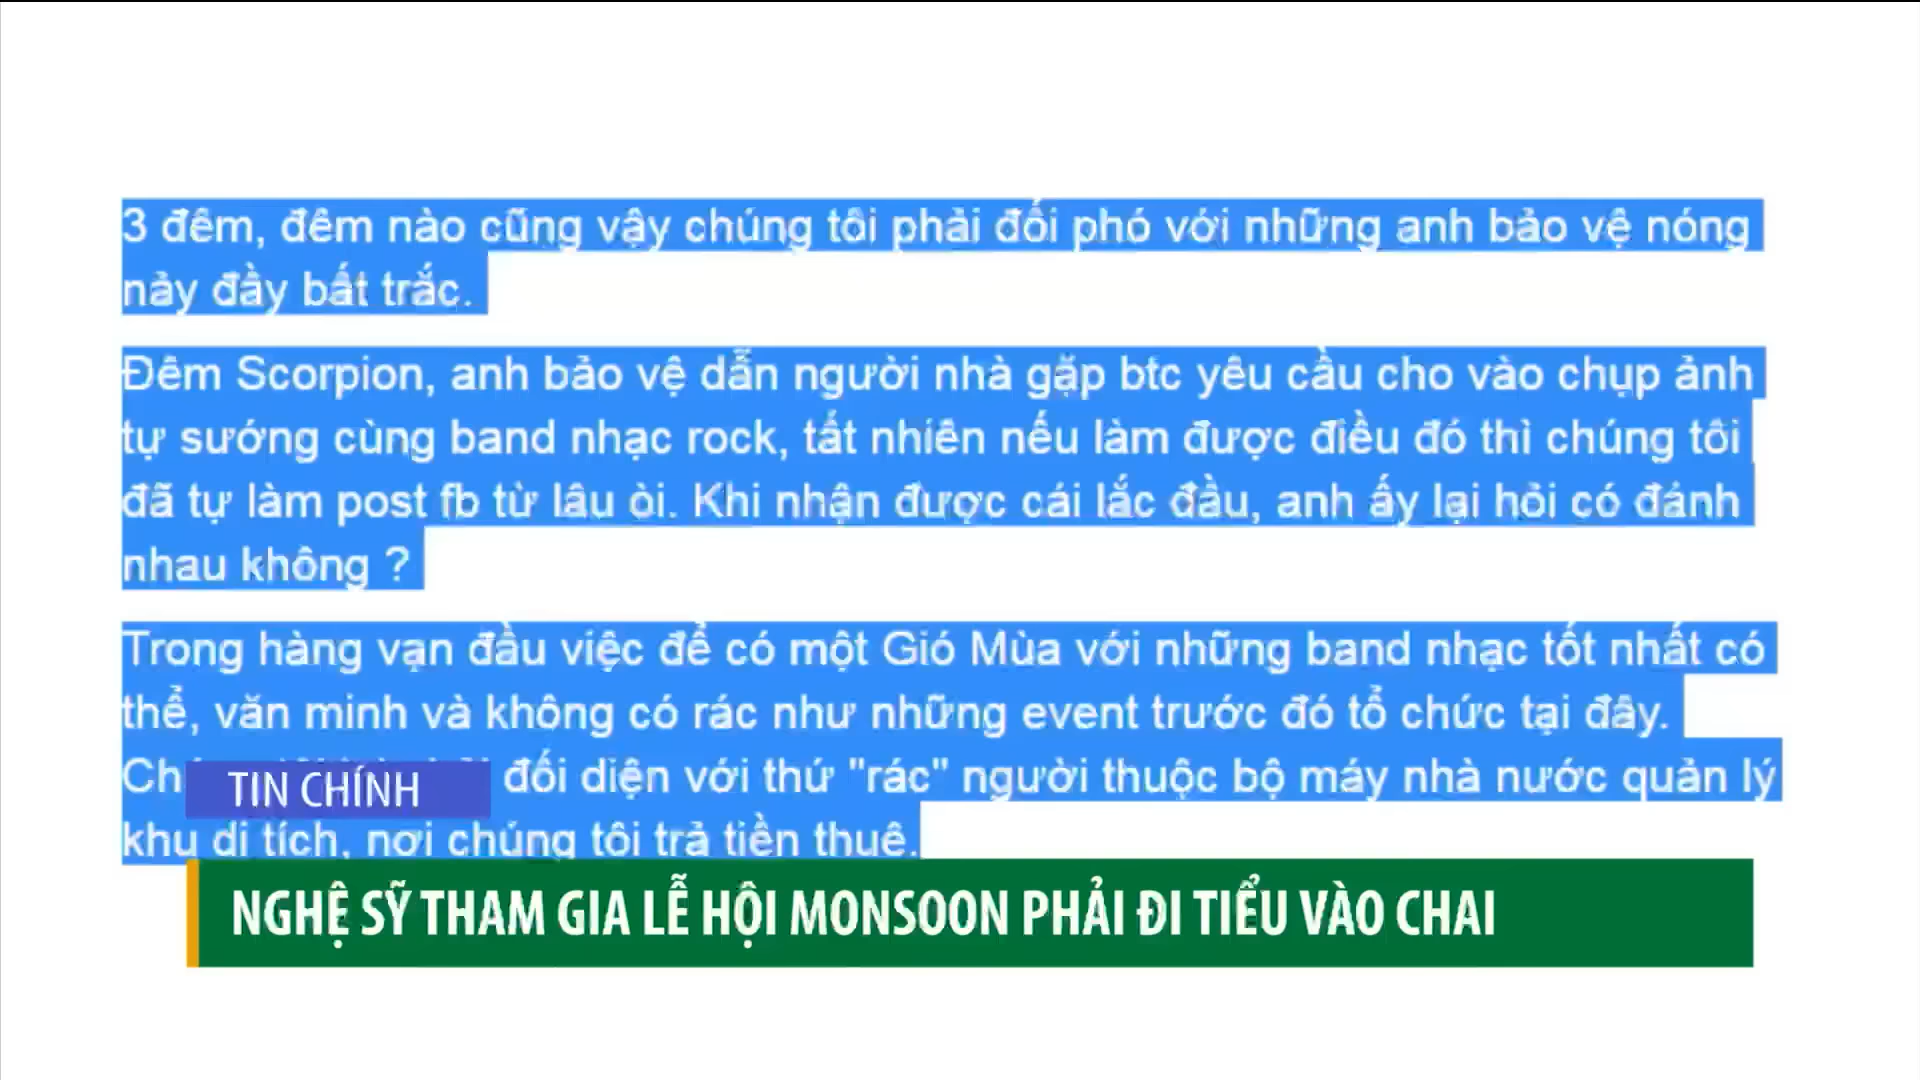 3 đêm, đêm nào cũng vậy chúng tôi phải đối phó với những anh bảo vệ nóng
nảy đầy bất trắc.
Đêm Scorpion, anh bảo vệ dẫn người nhà gặp btc yêu cầu cho vào chụp ảnh
tự sướng cùng band nhạc rock, tất nhiên nếu làm được điều đó thì chúng tôi
đã tự làm post fb từ lâu òi. Khi nhận được cái lắc đầu, anh ấy lại hỏi có đánh
nhau không ?
Trong hàng vạn đầu việc để có một Gió Mùa với những band nhạc tốt nhất có
thể, văn minh và không có rác như những event trước đó tổ chức tại đây.
đối diện với thứ "rác" người thuộc bộ máy nhà nước quản lý
TIN CHÍNH
khu di tích, nơi chúng tôi trả tiền thuê.
NGHỆ SỸ THAM GIA LỄ HỘI MONSOON PHẢI ĐI TIỂU VÀO CHAI